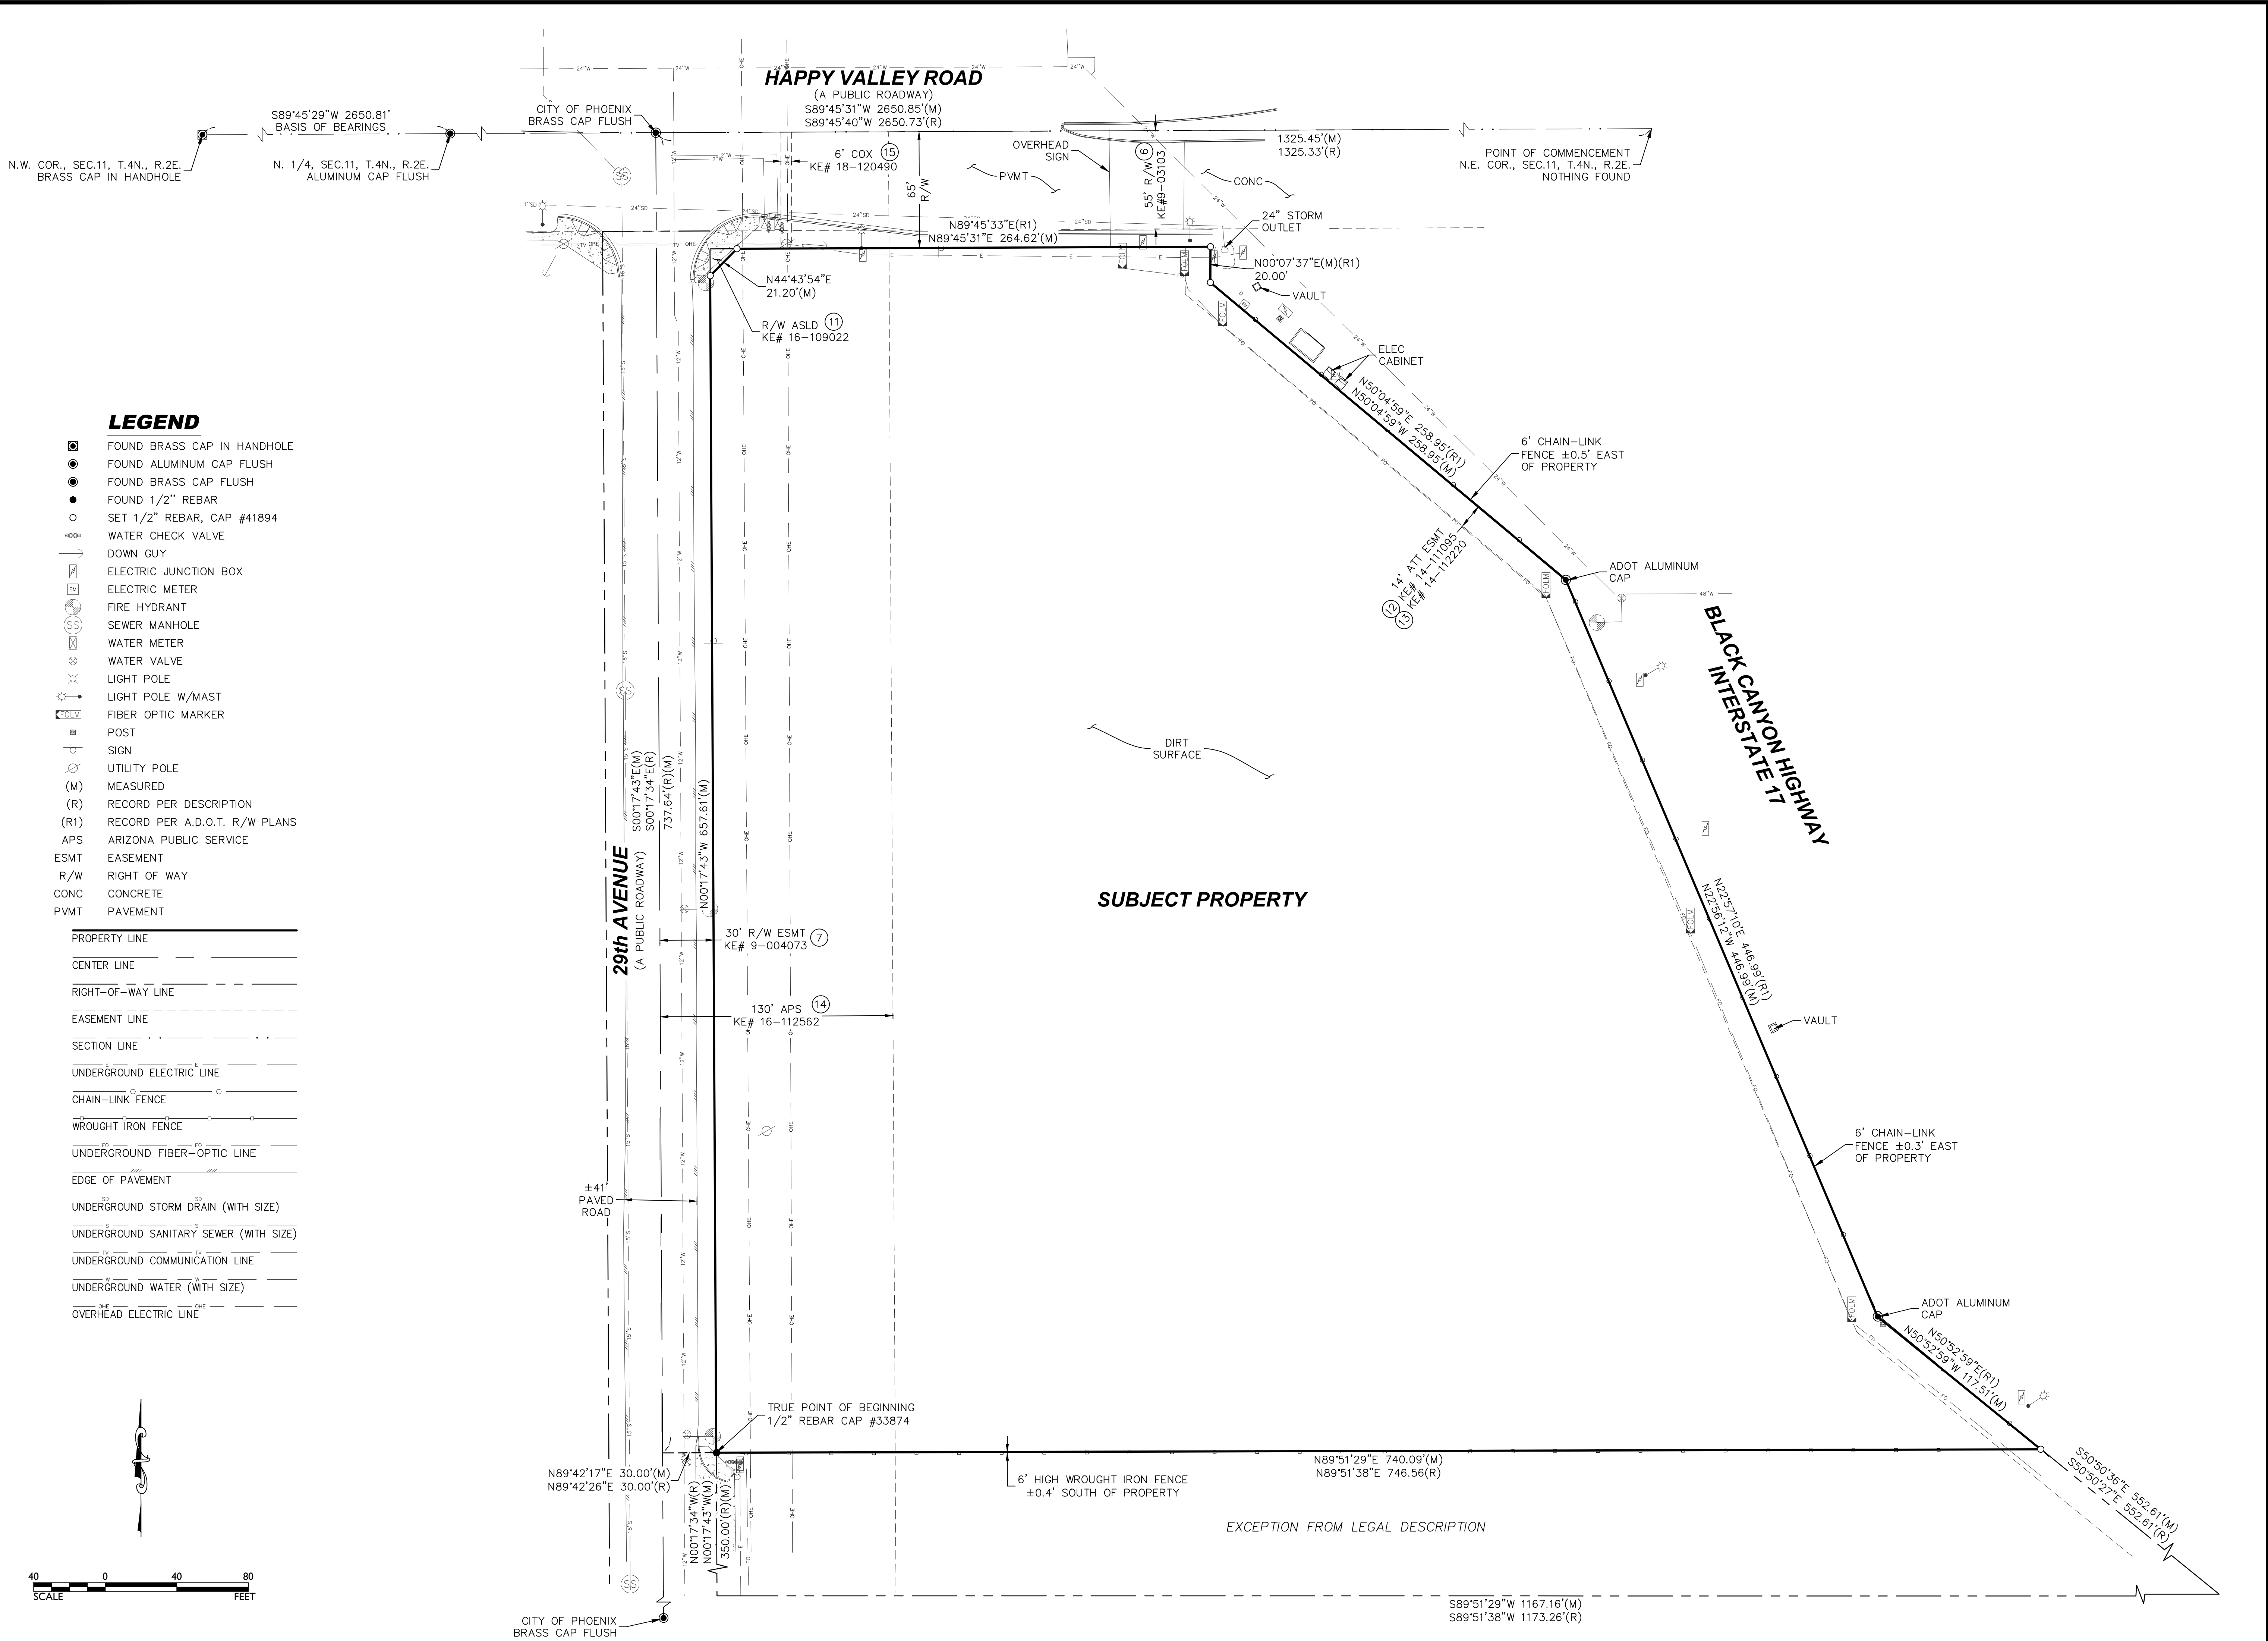 HAPPY VALLEY ROAD
(A PUBLIC ROADWAY)
S89°45'31"W 2650.85'(M)
S89°45'40"W 2650.73'(R)
S89°45'29"W 2650.81'
BASIS OF BEARINGS
N.W. COR., SEC.11, T.4N., R.2E.
BRASS CAP IN HANDHOLE
N. 1/4, SEC.11, T.4N., R.2E.
ALUMINUM CAP FLUSH
CITY OF PHOENIX
BRASS CAP FLUSH
6' COX 15
KE# 18-120490
65'
R/W
OVERHEAD
SIGN
PVMT
55' R/W 6
KE#9-03103
CONC
1325.45'(M)
1325.33'(R)
POINT OF COMMENCEMENT
N.E. COR., SEC.11, T.4N., R.2E.
NOTHING FOUND
24" STORM
OUTLET
N89°45'33"E(R1)
N89°45'31"E 264.62'(M)
N00°07'37"E(M)(R1)
20.00'
VAULT
N44°43'54"E
21.20'(M)
R/W ASLD 11
KE# 16-109022
ELEC
CABINET
N50°04'59"E 258.95'(R1)
N50°04'59"W 258.95'(M)
6' CHAIN-LINK
FENCE ±0.5' EAST
OF PROPERTY
14' ATT ESMT
12 KE# 14-111095
13 KE# 14-112220
ADOT ALUMINUM
CAP
48"W
BLACK CANYON HIGHWAY
INTERSTATE 17
DIRT
SURFACE
SUBJECT PROPERTY
29th AVENUE
(A PUBLIC ROADWAY)
S00°17'43"E(M)
S00°17'34"E(R)
737.64'(R)(M)
N00°17'43"W 657.61'(M)
30' R/W ESMT 7
KE# 9-004073
130' APS 14
KE# 16-112562
N22°57'10"E 446.99'(R1)
N22°56'12"W 446.99'(M)
VAULT
6' CHAIN-LINK
FENCE ±0.3' EAST
OF PROPERTY
±41'
PAVED
ROAD
ADOT ALUMINUM
CAP
N50°52'59"E(R1)
N50°52'59"W 117.51'(M)
TRUE POINT OF BEGINNING
1/2" REBAR CAP #33874
N89°42'17"E 30.00'(M)
N89°42'26"E 30.00'(R)
N00°17'34"W(R)
N00°17'43"W(M)
350.00'(R)(M)
6' HIGH WROUGHT IRON FENCE
±0.4' SOUTH OF PROPERTY
N89°51'29"E 740.09'(M)
N89°51'38"E 746.56'(R)
EXCEPTION FROM LEGAL DESCRIPTION
S50°50'36"E 552.61'(M)
S50°50'27"E 552.61'(R)
S89°51'29"W 1167.16'(M)
S89°51'38"W 1173.26'(R)
CITY OF PHOENIX
BRASS CAP FLUSH
LEGEND
FOUND BRASS CAP IN HANDHOLE
FOUND ALUMINUM CAP FLUSH
FOUND BRASS CAP FLUSH
FOUND 1/2" REBAR
SET 1/2" REBAR, CAP #41894
WATER CHECK VALVE
DOWN GUY
ELECTRIC JUNCTION BOX
EM ELECTRIC METER
FIRE HYDRANT
SS SEWER MANHOLE
WATER METER
WATER VALVE
LIGHT POLE
LIGHT POLE W/MAST
FOLM FIBER OPTIC MARKER
POST
SIGN
UTILITY POLE
(M) MEASURED
(R) RECORD PER DESCRIPTION
(R1) RECORD PER A.D.O.T. R/W PLANS
APS ARIZONA PUBLIC SERVICE
ESMT EASEMENT
R/W RIGHT OF WAY
CONC CONCRETE
PVMT PAVEMENT
PROPERTY LINE
CENTER LINE
RIGHT-OF-WAY LINE
EASEMENT LINE
SECTION LINE
E E
UNDERGROUND ELECTRIC LINE
CHAIN-LINK FENCE
WROUGHT IRON FENCE
FO FO
UNDERGROUND FIBER-OPTIC LINE
EDGE OF PAVEMENT
SD SD
UNDERGROUND STORM DRAIN (WITH SIZE)
S S
UNDERGROUND SANITARY SEWER (WITH SIZE)
TV TV
UNDERGROUND COMMUNICATION LINE
W W
UNDERGROUND WATER (WITH SIZE)
OHE OHE
OVERHEAD ELECTRIC LINE
40 0 40 80
SCALE FEET